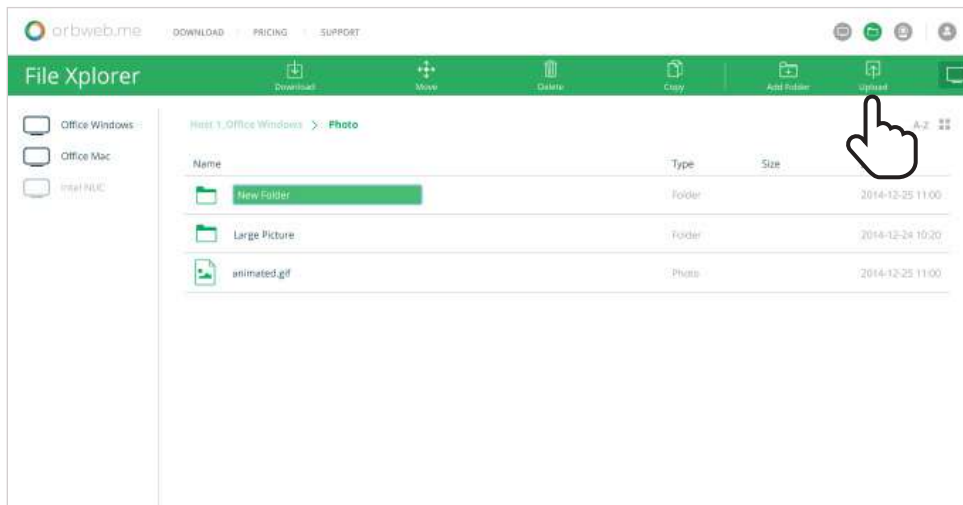 orbweb.me DOWNLOAD PRICING SUPPORT
File Xplorer Download Move Delete Copy Add Folder Upload
Office Windows
Office Mac
Intel NUC
Host 1_Office Windows > Photo A-Z
Name Type Size
New Folder Folder 2014-12-25 11:00
Large Picture Folder 2014-12-24 10:20
animated.gif Photo 2014-12-25 11:00